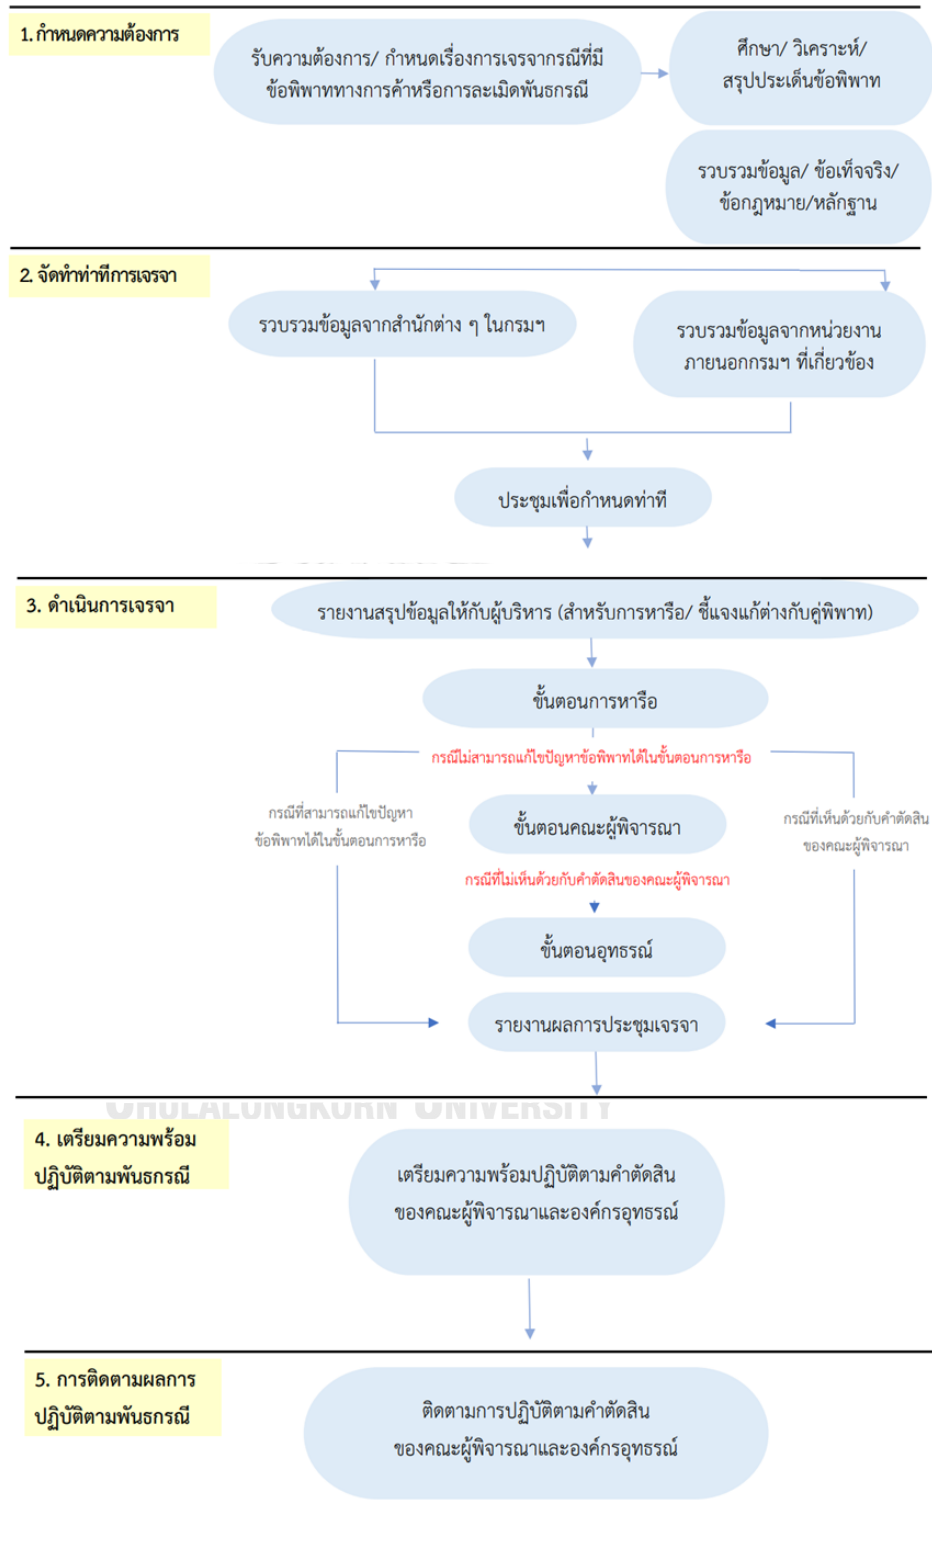 1. กำหนดความต้องการ
รับความต้องการ/ กำหนดเรื่องการเจรจากรณีที่มี
ข้อพิพาททางการค้าหรือการละเมิดพันธกรณี
ศึกษา/ วิเคราะห์/
สรุปประเด็นข้อพิพาท
รวบรวมข้อมูล/ ข้อเท็จจริง/
ข้อกฎหมาย/หลักฐาน
2. จัดทำท่าทีการเจรจา
รวบรวมข้อมูลจากสำนักต่าง ๆ ในกรมฯ
รวบรวมข้อมูลจากหน่วยงาน
ภายนอกกรมฯ ที่เกี่ยวข้อง
ประชุมเพื่อกำหนดท่าที
3. ดำเนินการเจรจา
รายงานสรุปข้อมูลให้กับผู้บริหาร (สำหรับการหารือ/ ชี้แจงแก้ต่างกับคู่พิพาท)
ขั้นตอนการหารือ
กรณีไม่สามารถแก้ไขปัญหาข้อพิพาทได้ในขั้นตอนการหารือ
กรณีที่สามารถแก้ไขปัญหา
ข้อพิพาทได้ในขั้นตอนการหารือ
ขั้นตอนคณะผู้พิจารณา
กรณีที่เห็นด้วยกับคำตัดสิน
ของคณะผู้พิจารณา
กรณีที่ไม่เห็นด้วยกับคำตัดสินของคณะผู้พิจารณา
ขั้นตอนอุทธรณ์
รายงานผลการประชุมเจรจา
CHULALONGKORN UNIVERSITY
4. เตรียมความพร้อม
ปฏิบัติตามพันธกรณี
เตรียมความพร้อมปฏิบัติตามคำตัดสิน
ของคณะผู้พิจารณาและองค์กรอุทธรณ์
5. การติดตามผลการ
ปฏิบัติตามพันธกรณี
ติดตามการปฏิบัติตามคำตัดสิน
ของคณะผู้พิจารณาและองค์กรอุทธรณ์